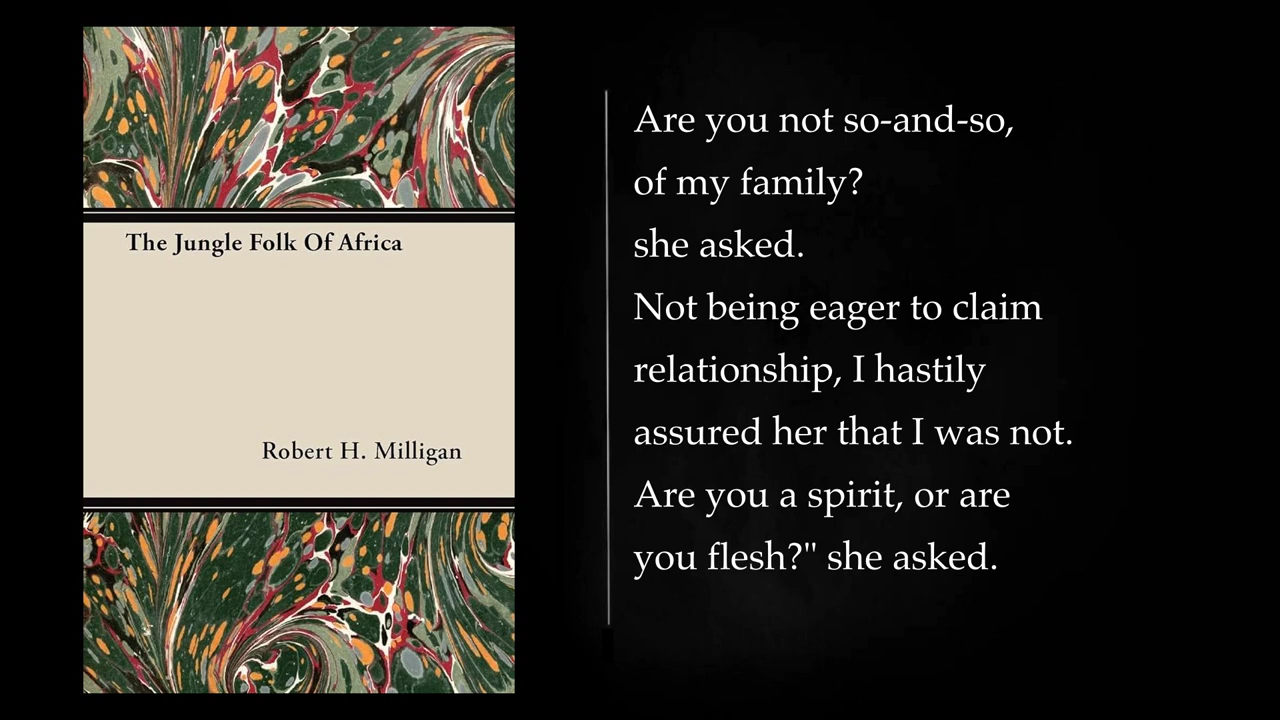 The Jungle Folk Of Africa
Robert H. Milligan
Are you not so-and-so,
of my family?
she asked.
Not being eager to claim
relationship, I hastily
assured her that I was not.
Are you a spirit, or are
you flesh?" she asked.